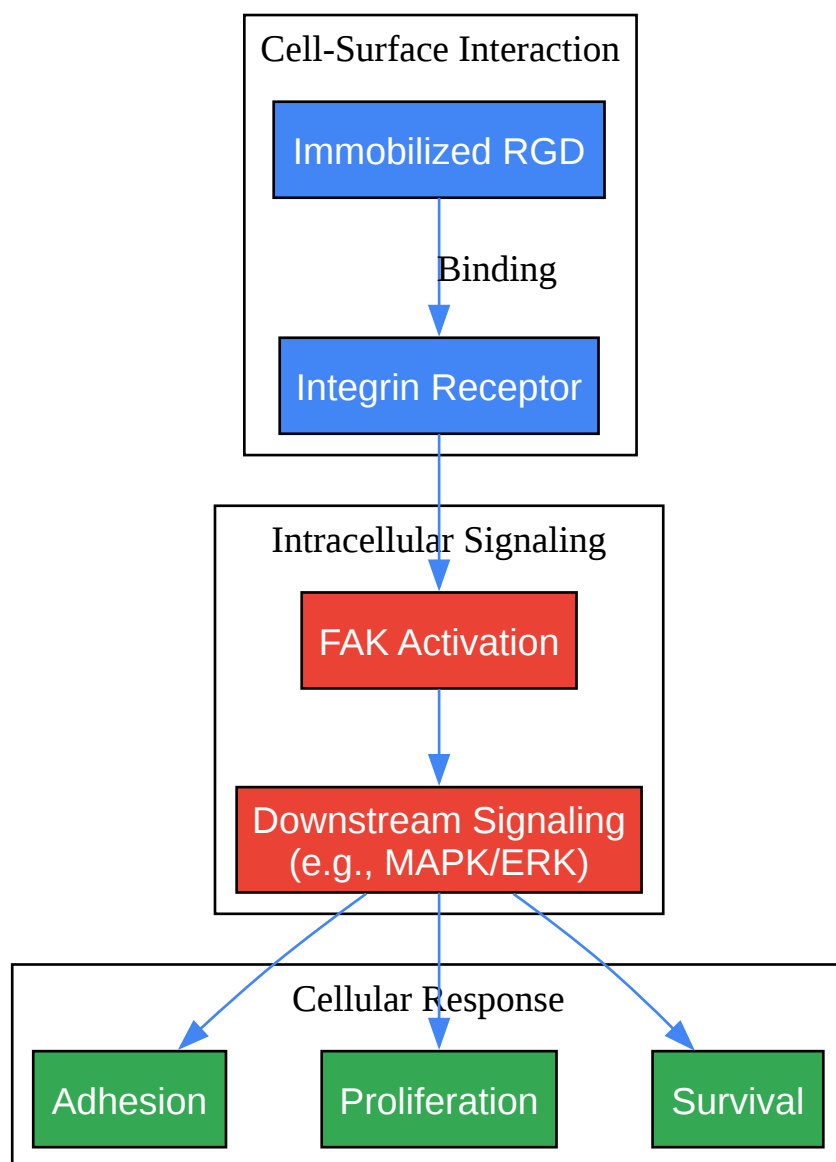 Cell-Surface Interaction
Immobilized RGD
Binding
Integrin Receptor
Intracellular Signaling
FAK Activation
Downstream Signaling
(e.g., MAPK/ERK)
Cellular Response
Adhesion
Proliferation
Survival